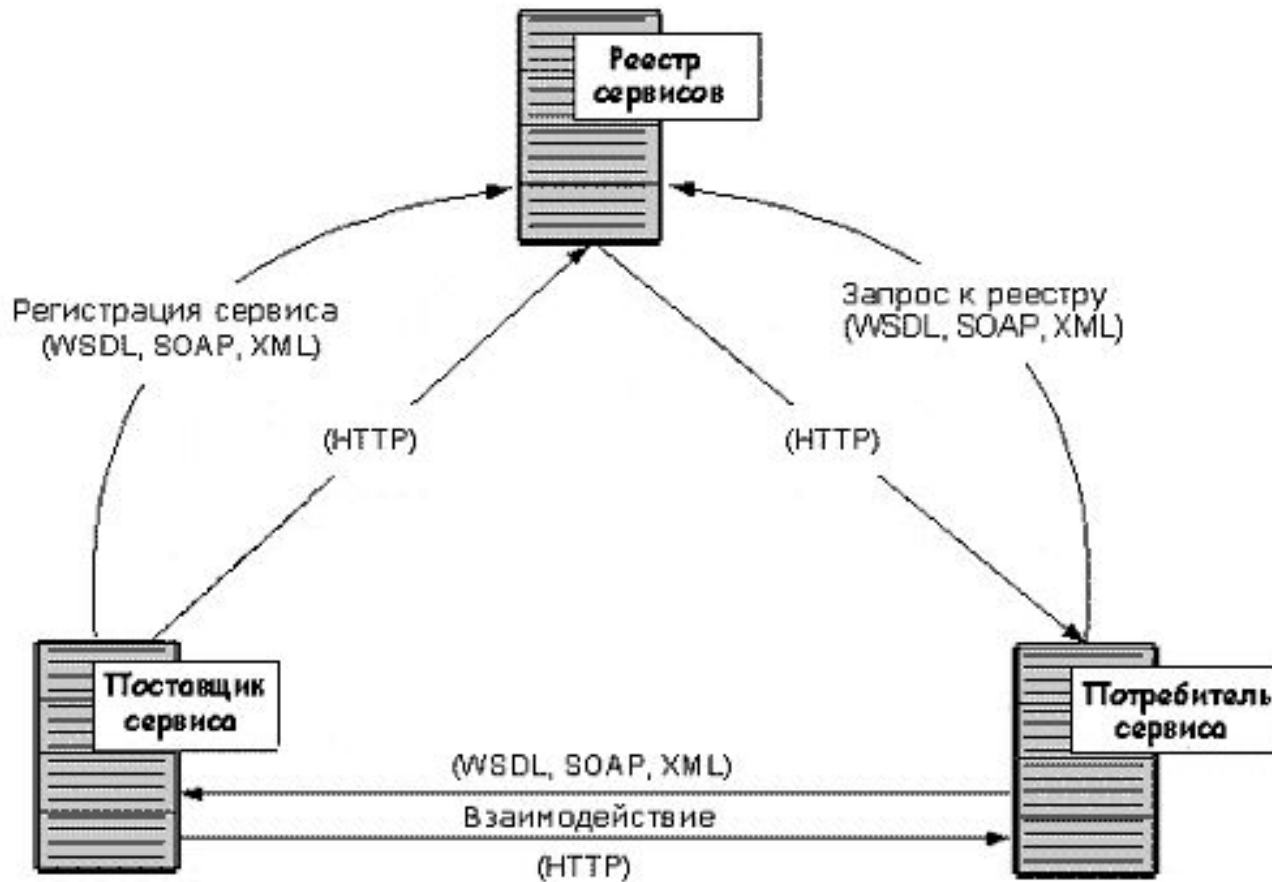 Реестр
сервисов
Регистрация сервиса
(WSDL, SOAP, XML)
Запрос к реестру
(WSDL, SOAP, XML)
(HTTP)
(HTTP)
Поставщик
сервиса
Потребитель
сервиса
(WSDL, SOAP, XML)
Взаимодействие
(HTTP)